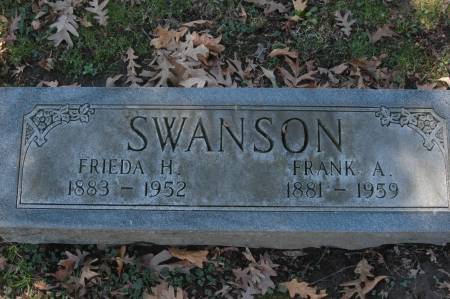 SWANSON
FRIEDA H. FRANK A.
1883 - 1952 1881 - 1959